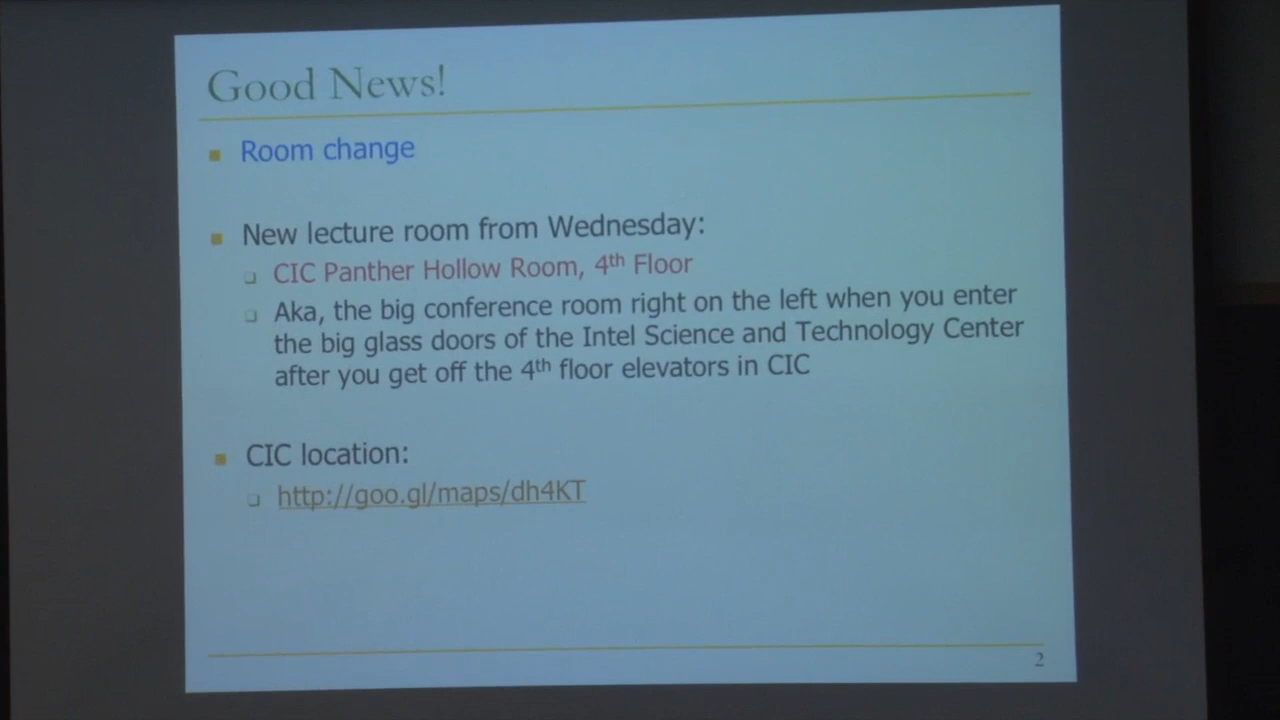 Good News!
Room change
New lecture room from Wednesday:
CIC Panther Hollow Room, 4th Floor
Aka, the big conference room right on the left when you enter
the big glass doors of the Intel Science and Technology Center
after you get off the 4th floor elevators in CIC
CIC location:
http://goo.gl/maps/dh4KT
2